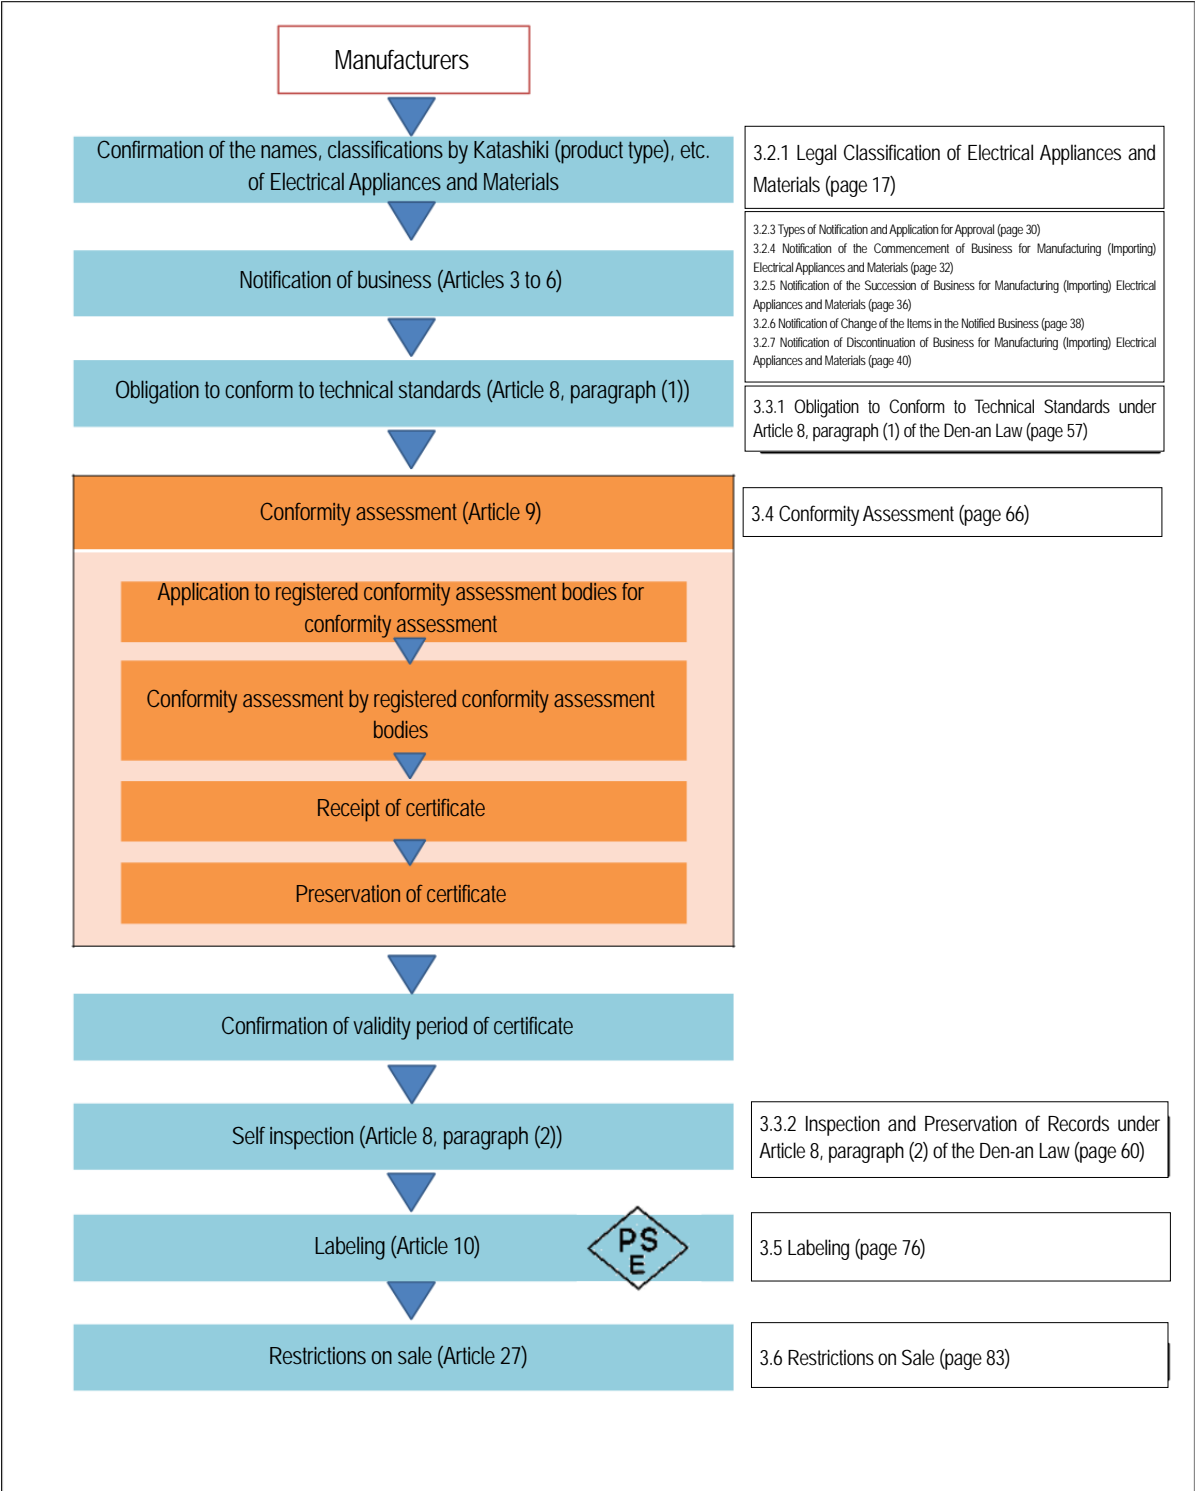 Manufacturers
Confirmation of the names, classifications by Katashiki (product type), etc.
of Electrical Appliances and Materials
3.2.1 Legal Classification of Electrical Appliances and
Materials (page 17)
Notification of business (Articles 3 to 6)
3.2.3 Types of Notification and Application for Approval (page 30)
3.2.4 Notification of the Commencement of Business for Manufacturing (Importing)
Electrical Appliances and Materials (page 32)
3.2.5 Notification of the Succession of Business for Manufacturing (Importing) Electrical
Appliances and Materials (page 36)
3.2.6 Notification of Change of the Items in the Notified Business (page 38)
3.2.7 Notification of Discontinuation of Business for Manufacturing (Importing) Electrical
Appliances and Materials (page 40)
Obligation to conform to technical standards (Article 8, paragraph (1))
3.3.1 Obligation to Conform to Technical Standards under
Article 8, paragraph (1) of the Den-an Law (page 57)
Conformity assessment (Article 9)
3.4 Conformity Assessment (page 66)
Application to registered conformity assessment bodies for
conformity assessment
Conformity assessment by registered conformity assessment
bodies
Receipt of certificate
Preservation of certificate
Confirmation of validity period of certificate
Self inspection (Article 8, paragraph (2))
3.3.2 Inspection and Preservation of Records under
Article 8, paragraph (2) of the Den-an Law (page 60)
Labeling (Article 10)
PS
E
3.5 Labeling (page 76)
Restrictions on sale (Article 27)
3.6 Restrictions on Sale (page 83)